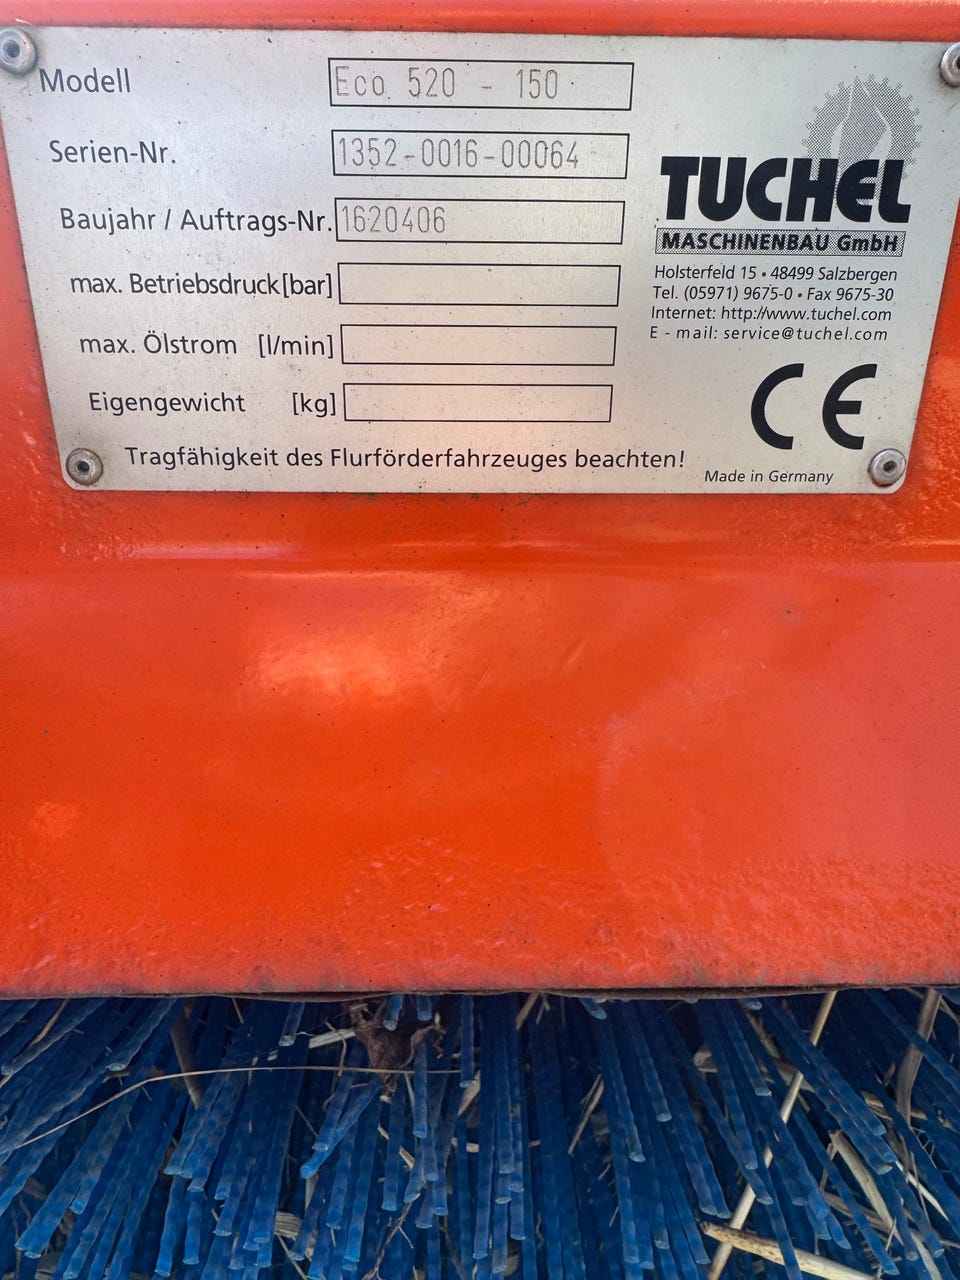 Modell Eco 520 - 150
Serien-Nr. 1352-0016-00064
Baujahr / Auftrags-Nr. 1620406
max. Betriebsdruck [bar]
max. Ölstrom [l/min]
Eigengewicht [kg]
Tragfähigkeit des Flurförderfahrzeuges beachten!
TUCHEL
MASCHINENBAU GmbH
Holsterfeld 15 • 48499 Salzbergen
Tel. (05971) 9675-0 • Fax 9675-30
Internet: http://www.tuchel.com
E - mail: service@tuchel.com
CE
Made in Germany